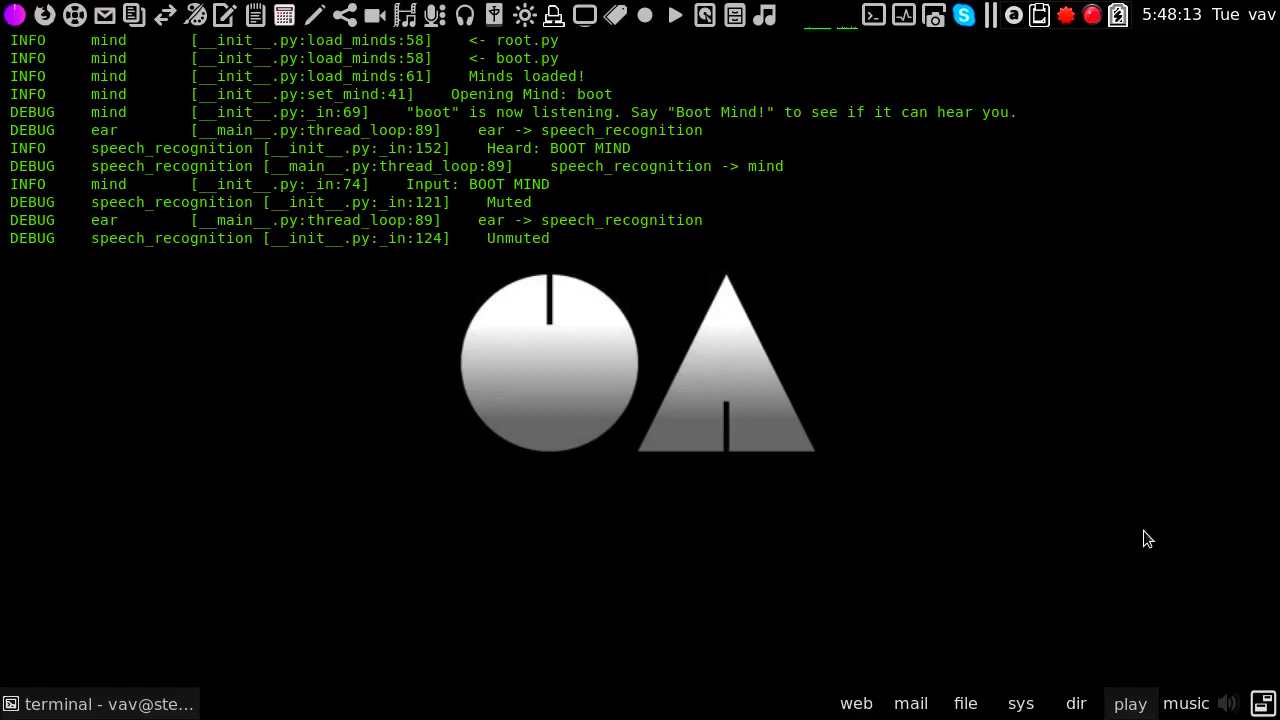 5:48:13 Tue vav
INFO mind [__init__.py:load_minds:58] <- root.py
INFO mind [__init__.py:load_minds:58] <- boot.py
INFO mind [__init__.py:load_minds:61] Minds loaded!
INFO mind [__init__.py:set_mind:41] Opening Mind: boot
DEBUG mind [__init__.py:_in:69] "boot" is now listening. Say "Boot Mind!" to see if it can hear you.
DEBUG ear [__main__.py:thread_loop:89] ear -> speech_recognition
INFO speech_recognition [__init__.py:_in:152] Heard: BOOT MIND
DEBUG speech_recognition [__main__.py:thread_loop:89] speech_recognition -> mind
INFO mind [__init__.py:_in:74] Input: BOOT MIND
DEBUG speech_recognition [__init__.py:_in:121] Muted
DEBUG ear [__main__.py:thread_loop:89] ear -> speech_recognition
DEBUG speech_recognition [__init__.py:_in:124] Unmuted
terminal - vav@ste... web mail file sys dir play music